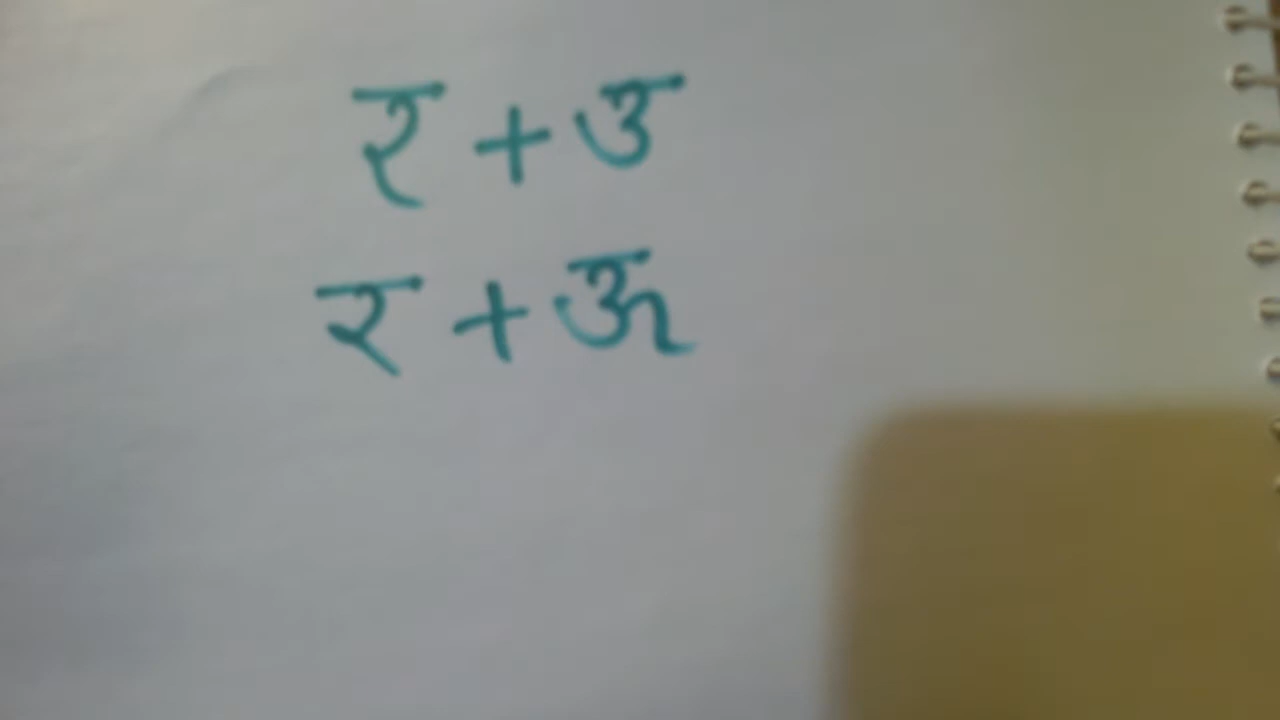 र + उ
र + ऊ